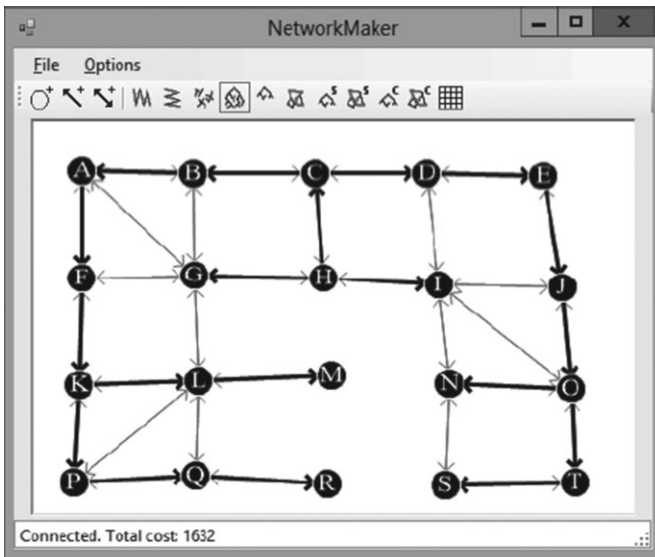 NetworkMaker
File Options
A B C D E
F G H I J
K L M N O
P Q R S T
Connected. Total cost: 1632